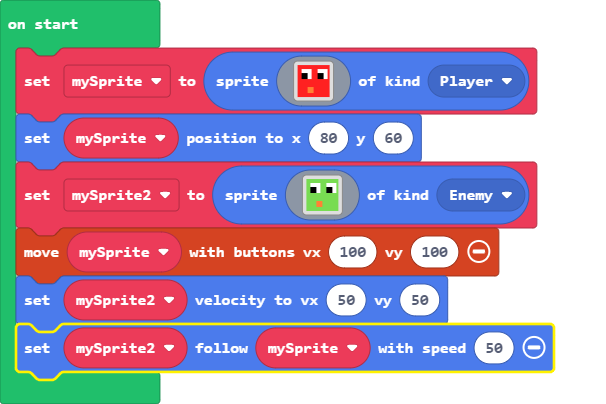 on start
set mySprite to sprite of kind Player
set mySprite position to x 80 y 60
set mySprite2 to sprite of kind Enemy
move mySprite with buttons vx 100 vy 100
set mySprite2 velocity to vx 50 vy 50
set mySprite2 follow mySprite with speed 50